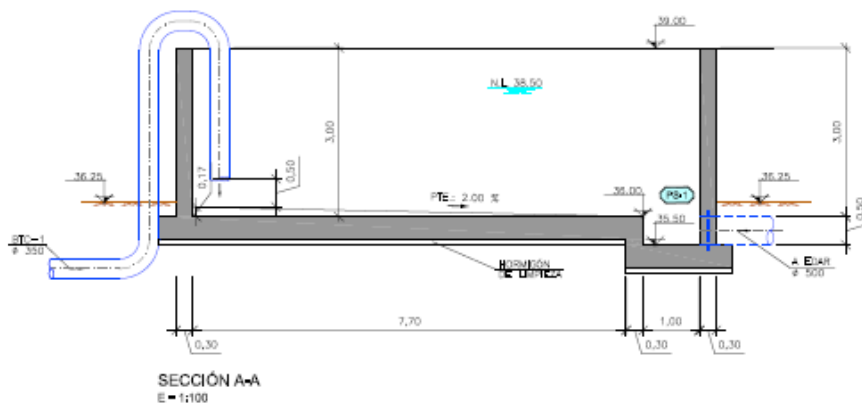 39.00
N.L 38.50
3,00
3,00
0,17
0,50
36.25
PTE.: 2.00 %
36.00
PS-1
36.25
35.50
0,50
BTC-1
ø 350
HORMIGÓN
DE LIMPIEZA
A EDAR
ø 500
7,70
1,00
0,30
0,30
0,30
SECCIÓN A-A
E = 1:100